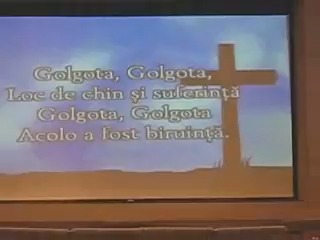 Golgota, Golgota,
Loc de chin și suferință
Golgota, Golgota
Acolo a fost biruință.